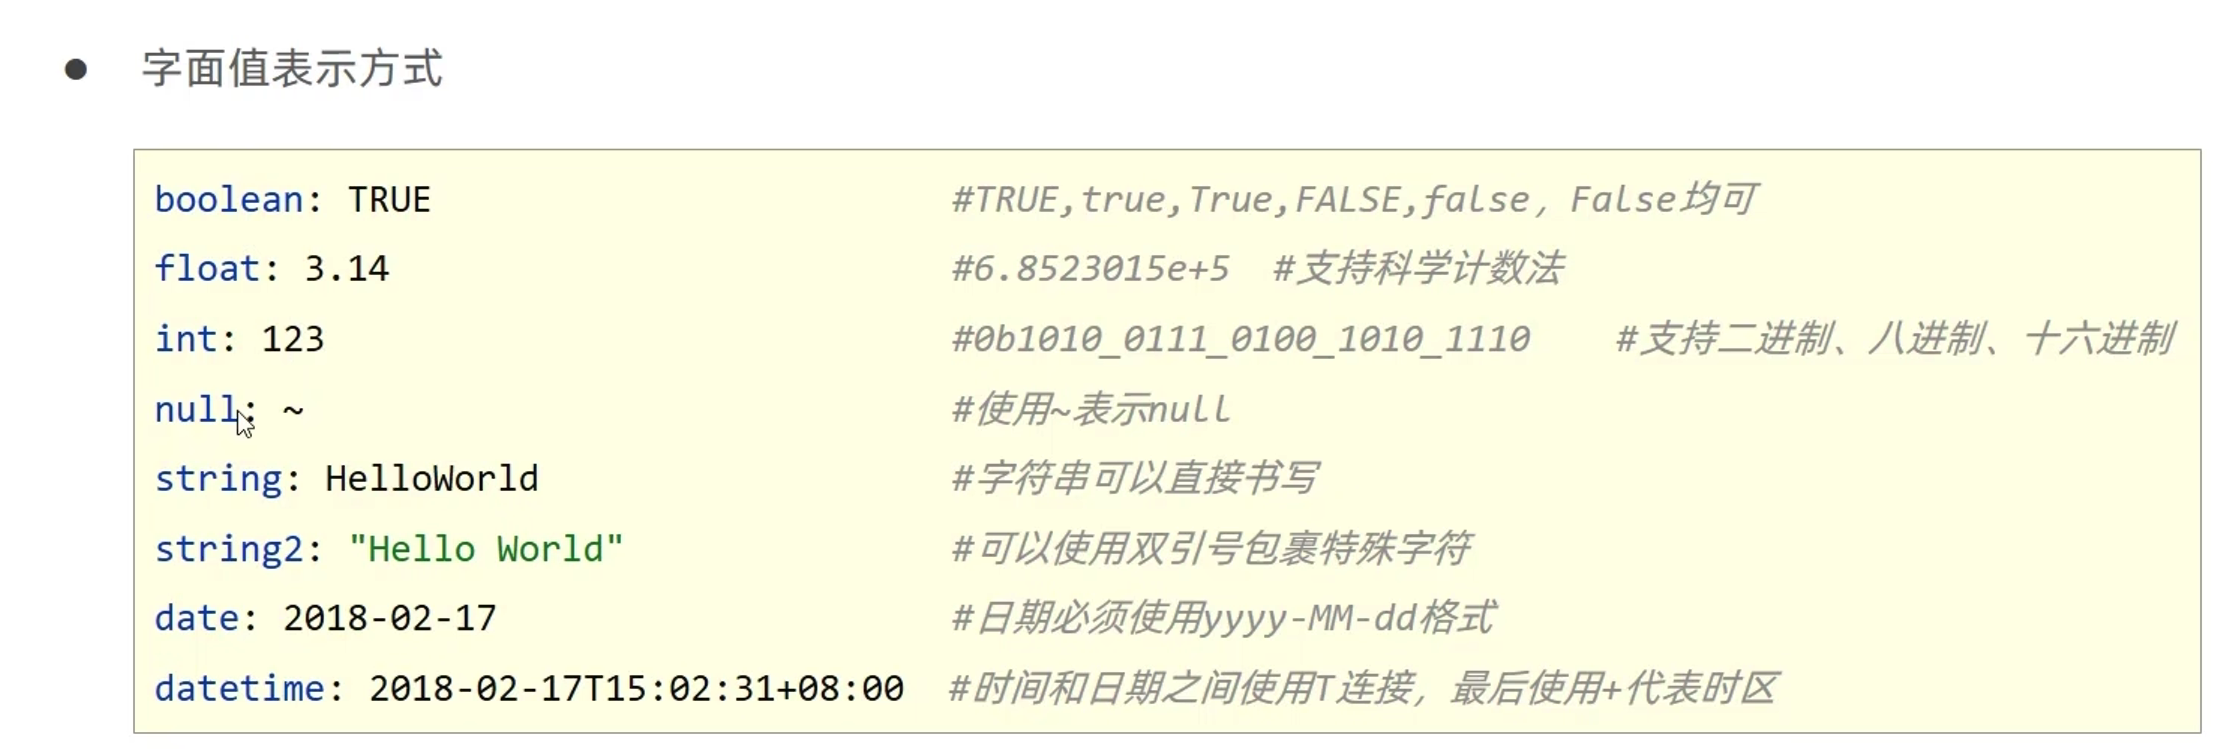 ● 字面值表示方式
boolean: TRUE #TRUE,true,True,FALSE,false，False均可
float: 3.14 #6.8523015e+5 #支持科学计数法
int: 123 #0b1010_0111_0100_1010_1110 #支持二进制、八进制、十六进制
null: ~ #使用~表示null
string: HelloWorld #字符串可以直接书写
string2: "Hello World" #可以使用双引号包裹特殊字符
date: 2018-02-17 #日期必须使用yyyy-MM-dd格式
datetime: 2018-02-17T15:02:31+08:00 #时间和日期之间使用T连接，最后使用+代表时区